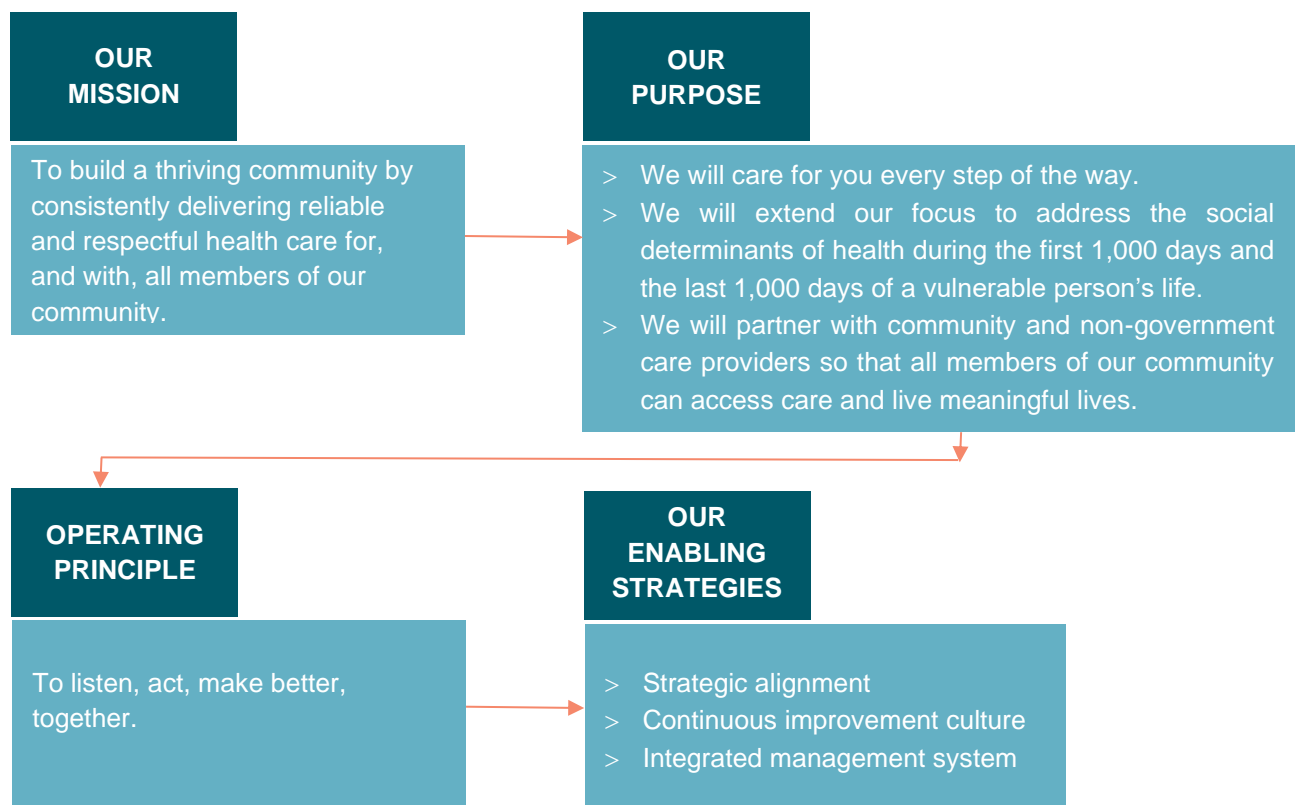 OUR
MISSION
To build a thriving community by
consistently delivering reliable
and respectful health care for,
and with, all members of our
community.
OUR
PURPOSE
> We will care for you every step of the way.
> We will extend our focus to address the social
determinants of health during the first 1,000 days and
the last 1,000 days of a vulnerable person’s life.
> We will partner with community and non-government
care providers so that all members of our community
can access care and live meaningful lives.
OPERATING
PRINCIPLE
To listen, act, make better,
together.
OUR
ENABLING
STRATEGIES
> Strategic alignment
> Continuous improvement culture
> Integrated management system